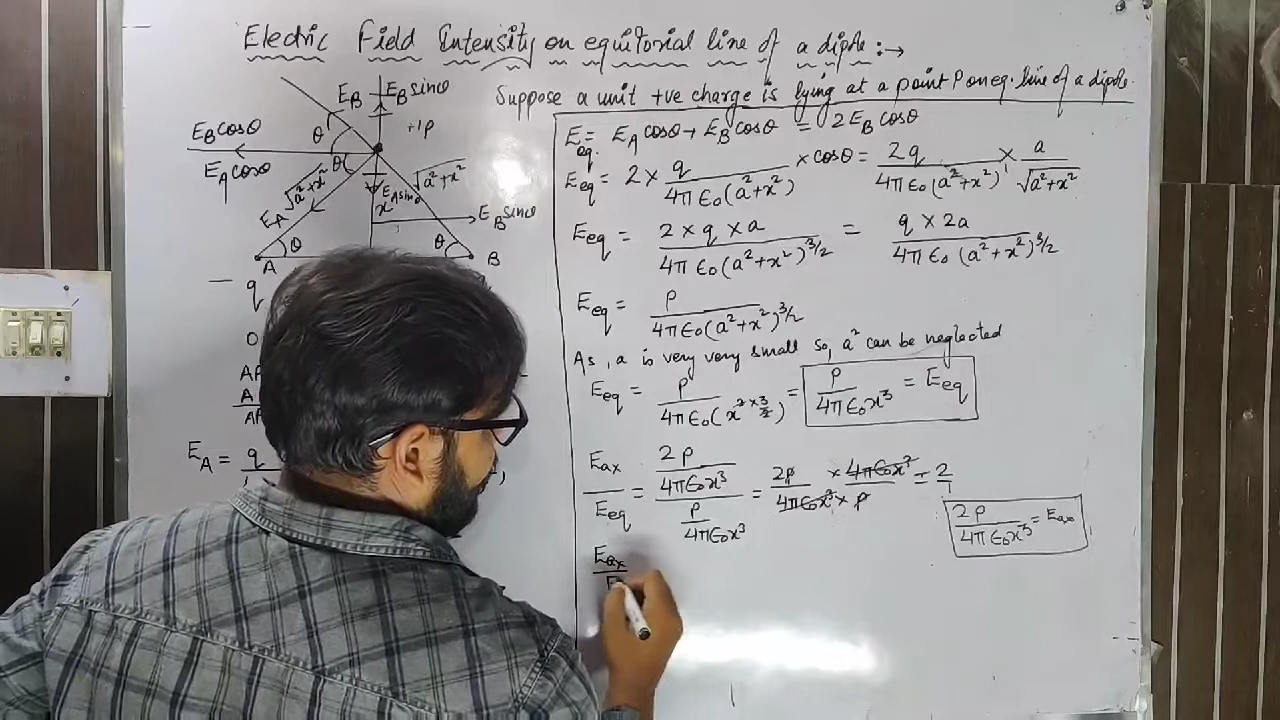 Electric Field Intensity on equitorial line of a dipole :→
Suppose a unit +ve charge is lying at a point P on eq. line of a dipole.
E_B E_B sinθ
+1P
E_B cosθ
E_A cosθ
θ
θ
√a²+x²
√a²+x²
E_A
E_A sinθ
x
E_B sinθ
θ
θ
A
B
− q
E_A = q
E_eq. = E_A cosθ + E_B cosθ = 2 E_B cosθ
E_eq = 2 × q / 4π ε₀ (a²+x²) × cosθ = 2q / 4π ε₀ (a²+x²) × a / √a²+x²
E_eq = 2 × q × a / 4π ε₀ (a²+x²)^3/2 = q × 2a / 4π ε₀ (a²+x²)^3/2
E_eq = P / 4π ε₀ (a²+x²)^3/2
As, a is very very small so, a² can be neglected
E_eq = P / 4π ε₀ (x^2×3/2) = P / 4π ε₀ x³ = E_eq
E_ax / E_eq = 2P / 4π ε₀ x³ / P / 4π ε₀ x³ = 2P / 4π ε₀ x³ × 4π ε₀ x³ / P = 2/1
2P / 4π ε₀ x³ = E_axo
E_ax